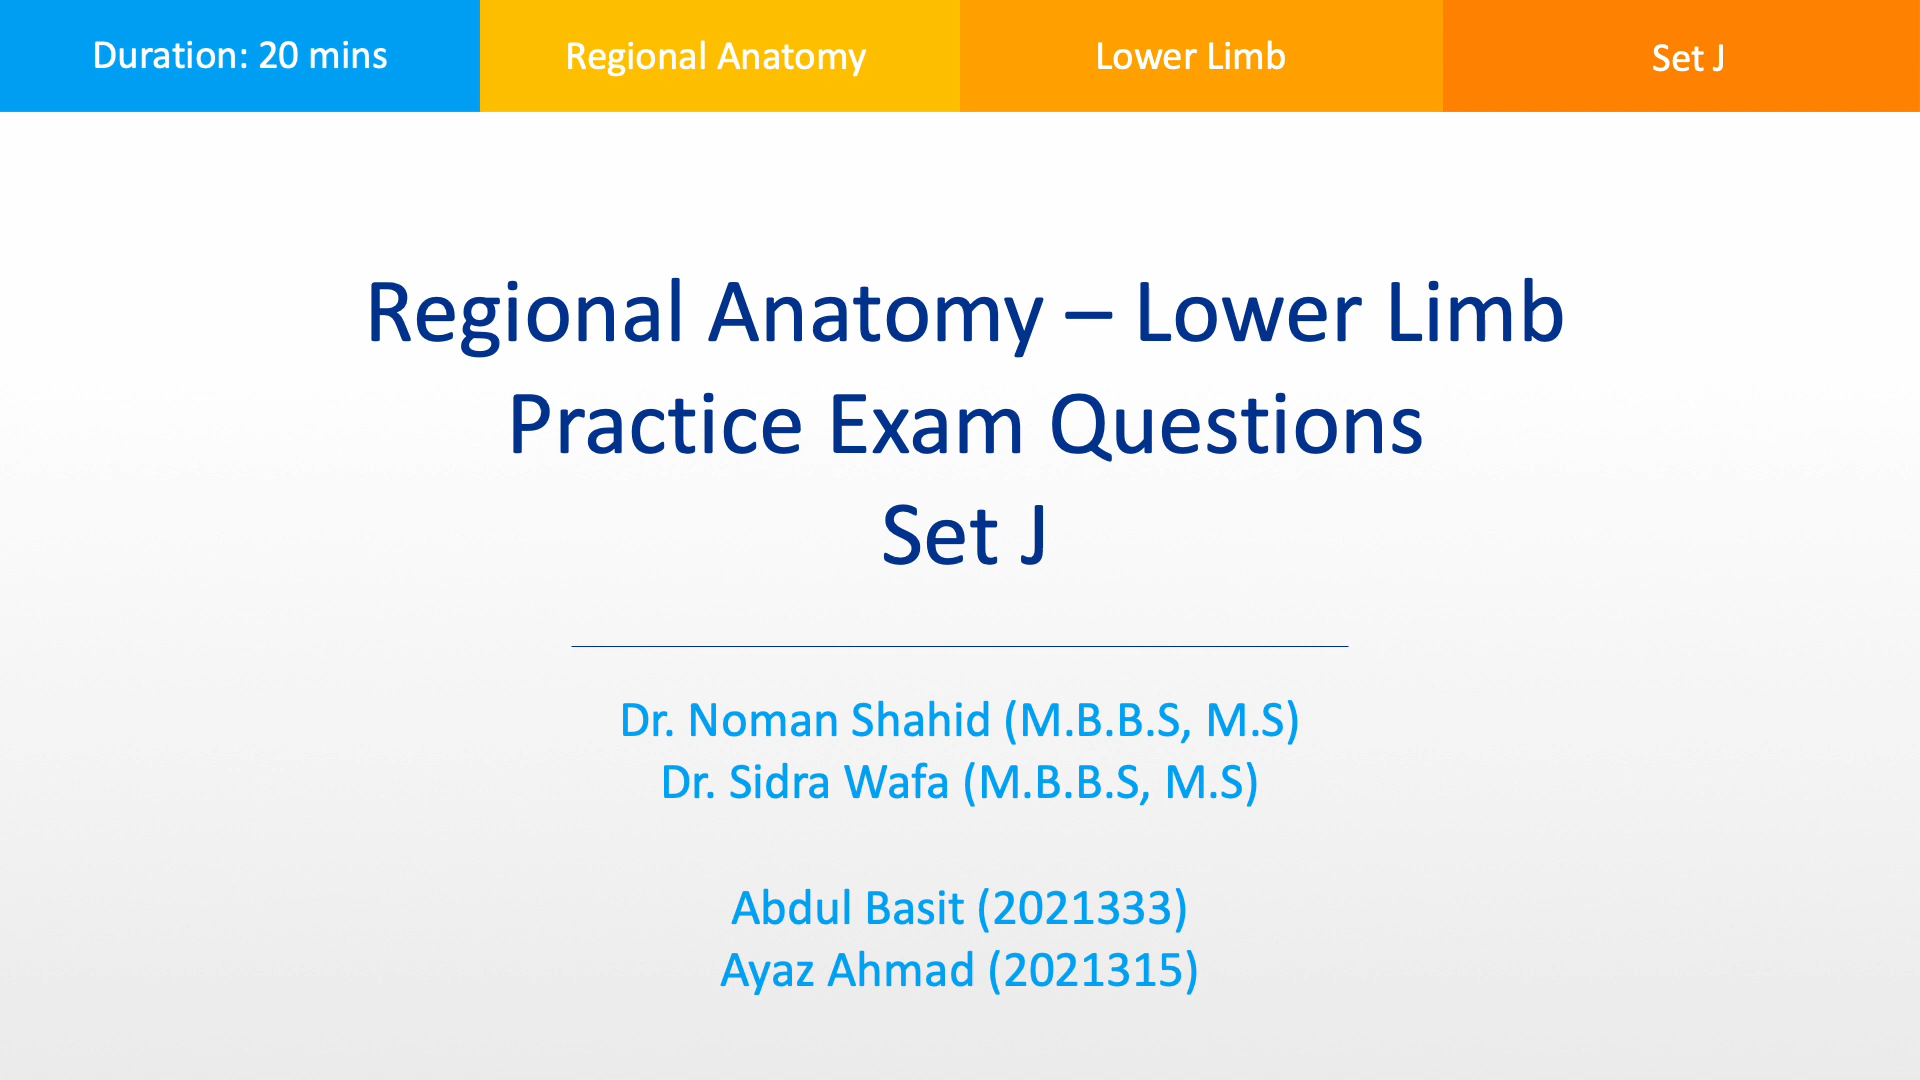 Duration: 20 mins
Regional Anatomy
Lower Limb
Set J
Regional Anatomy – Lower Limb
Practice Exam Questions
Set J
Dr. Noman Shahid (M.B.B.S, M.S)
Dr. Sidra Wafa (M.B.B.S, M.S)
Abdul Basit (2021333)
Ayaz Ahmad (2021315)